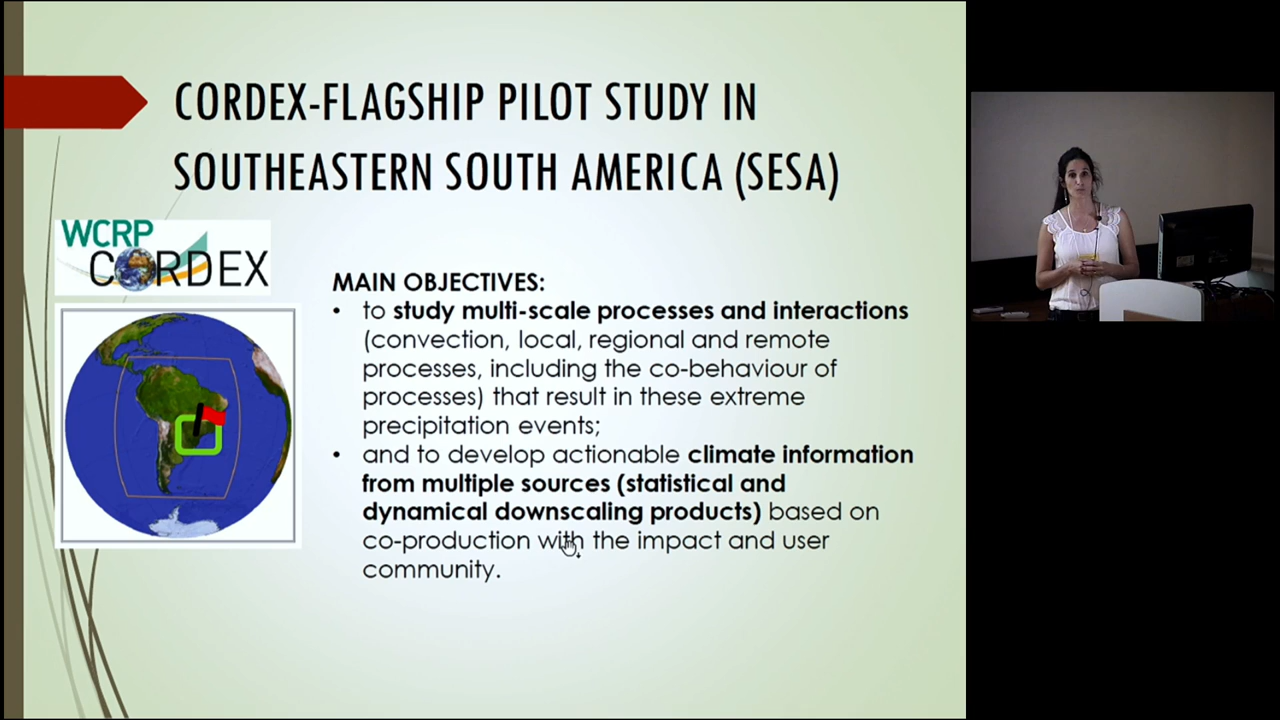 CORDEX-FLAGSHIP PILOT STUDY IN
SOUTHEASTERN SOUTH AMERICA (SESA)
WCRP
CORDEX
MAIN OBJECTIVES:
• to study multi-scale processes and interactions
(convection, local, regional and remote
processes, including the co-behaviour of
processes) that result in these extreme
precipitation events;
• and to develop actionable climate information
from multiple sources (statistical and
dynamical downscaling products) based on
co-production with the impact and user
community.